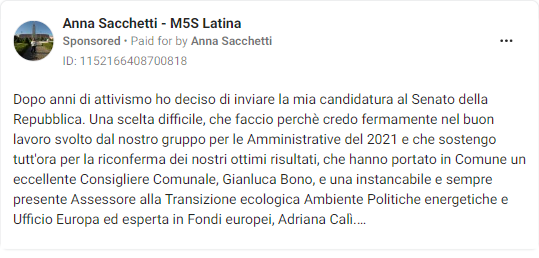 Anna Sacchetti - M5S Latina
Sponsored • Paid for by Anna Sacchetti
ID: 1152166408700818
Dopo anni di attivismo ho deciso di inviare la mia candidatura al Senato della
Repubblica. Una scelta difficile, che faccio perchè credo fermamente nel buon
lavoro svolto dal nostro gruppo per le Amministrative del 2021 e che sostengo
tutt'ora per la riconferma dei nostri ottimi risultati, che hanno portato in Comune un
eccellente Consigliere Comunale, Gianluca Bono, e una instancabile e sempre
presente Assessore alla Transizione ecologica Ambiente Politiche energetiche e
Ufficio Europa ed esperta in Fondi europei, Adriana Calì....